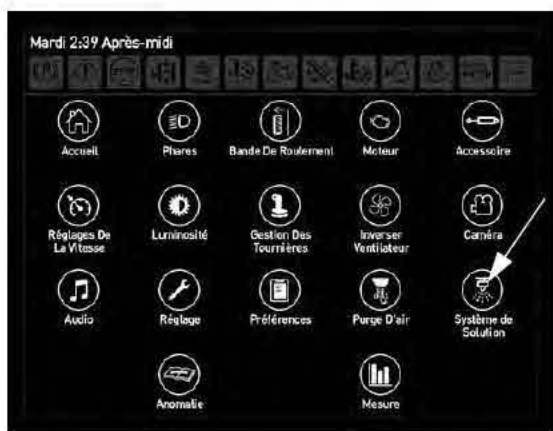 Mardi 2:39 Après-midi
Accueil
Phares
Bande De Roulement
Moteur
Accessoire
Réglages De
La Vitesse
Luminosité
Gestion Des
Tournières
Inverser
Ventilateur
Caméra
Audio
Réglage
Préférences
Purge D'air
Système de
Solution
Anomalie
Mesure